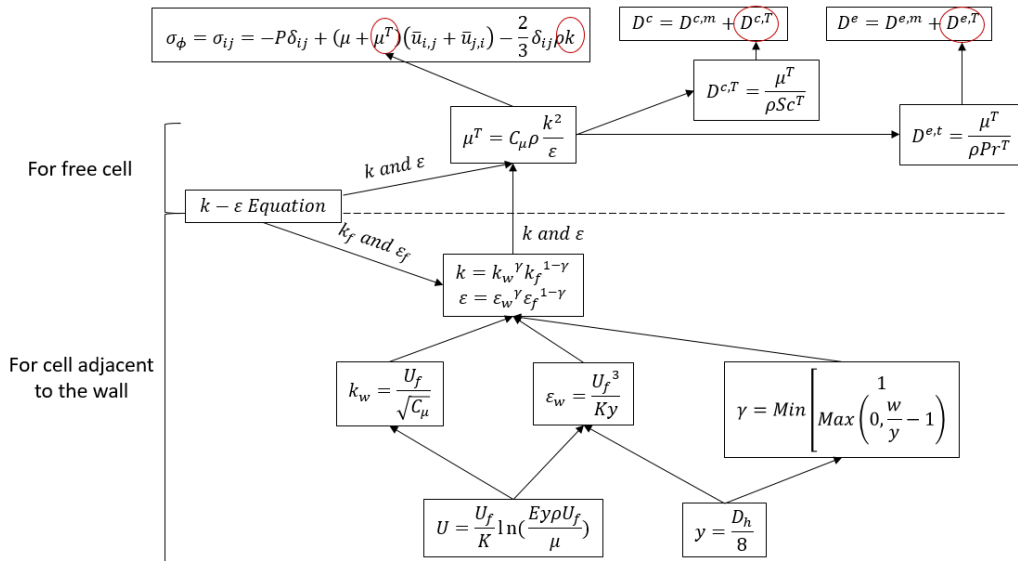 σ_ϕ = σ_ij = −Pδ_ij + (μ + μ^T)(ū_i,j + ū_j,i) − 2/3 δ_ij ρk
D^c = D^c,m + D^c,T
D^e = D^e,m + D^e,T
D^c,T = μ^T / ρSc^T
μ^T = C_μ ρ k^2 / ε
D^e,t = μ^T / ρPr^T
For free cell
k and ε
k − ε Equation
k_f and ε_f
k and ε
k = k_w^γ k_f^1−γ
ε = ε_w^γ ε_f^1−γ
For cell adjacent
to the wall
k_w = U_f / √C_μ
ε_w = U_f^3 / Ky
γ = Min [ 1
Max (0, w/y − 1)
U = U_f / K ln(EyρU_f / μ)
y = D_h / 8